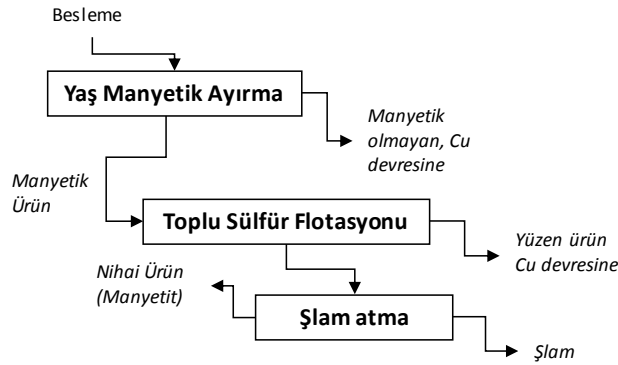 Besleme
Yaş Manyetik Ayırma
Manyetik
olmayan, Cu
devresine
Manyetik
Ürün
Toplu Sülfür Flotasyonu
Yüzen ürün
Cu devresine
Nihai Ürün
(Manyetit)
Şlam atma
Şlam